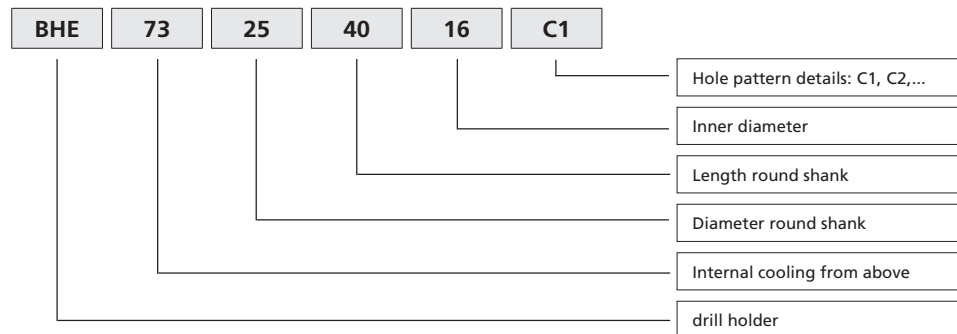 BHE 73 25 40 16 C1
Hole pattern details: C1, C2,...
Inner diameter
Length round shank
Diameter round shank
Internal cooling from above
drill holder